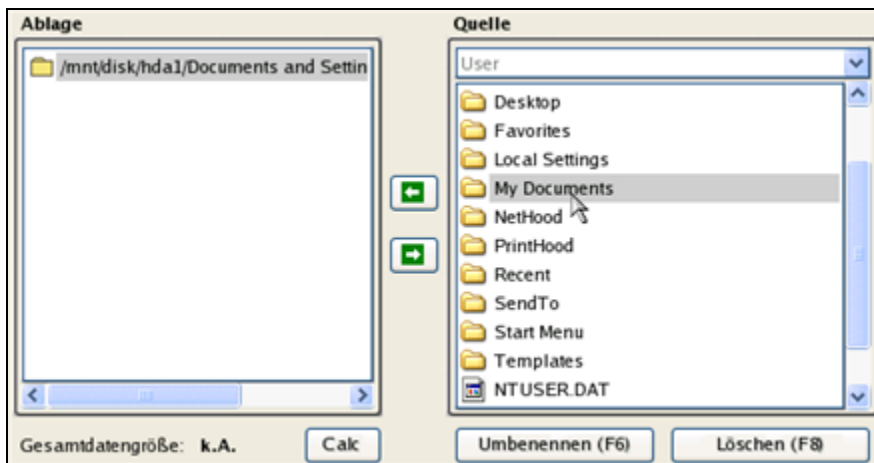 Ablage
/mnt/disk/hda1/Documents and Settin
Gesamtdatengröße: k.A.
Calc
Quelle
User
Desktop
Favorites
Local Settings
My Documents
NetHood
PrintHood
Recent
SendTo
Start Menu
Templates
NTUSER.DAT
Umbenennen (F6)
Löschen (F8)